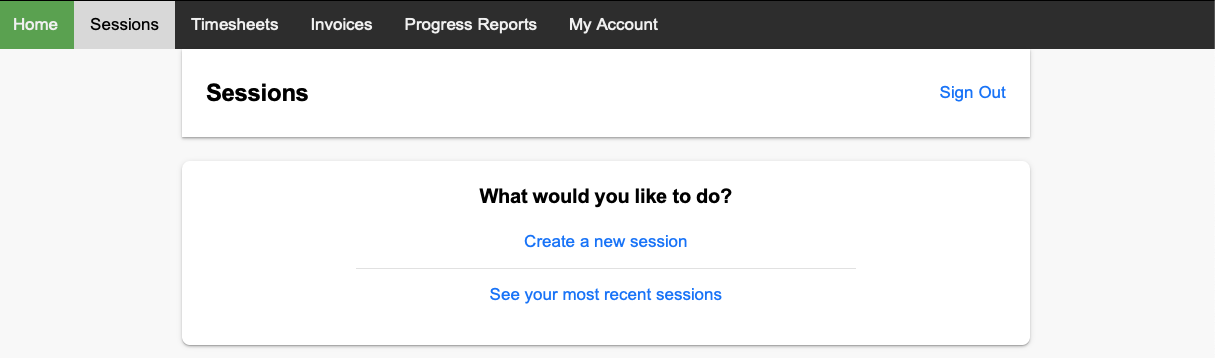 Home Sessions Timesheets Invoices Progress Reports My Account
Sessions Sign Out
What would you like to do?
Create a new session
See your most recent sessions